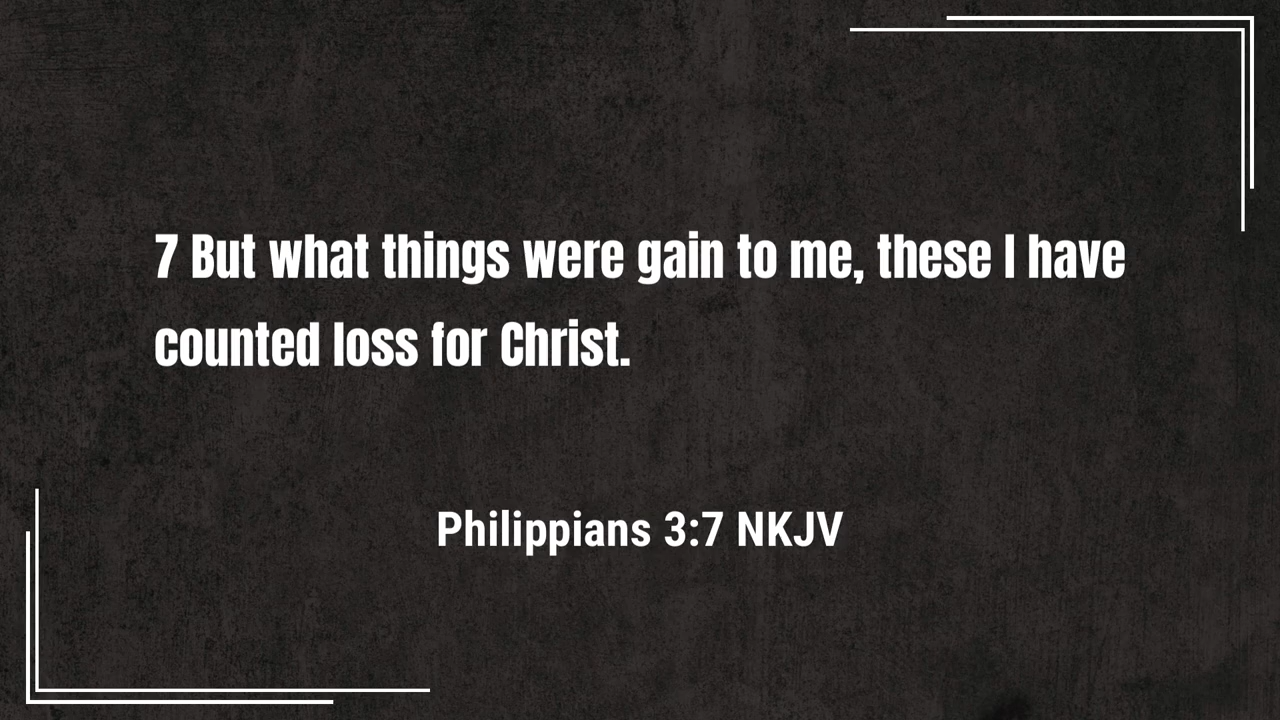 7 But what things were gain to me, these I have
counted loss for Christ.
Philippians 3:7 NKJV